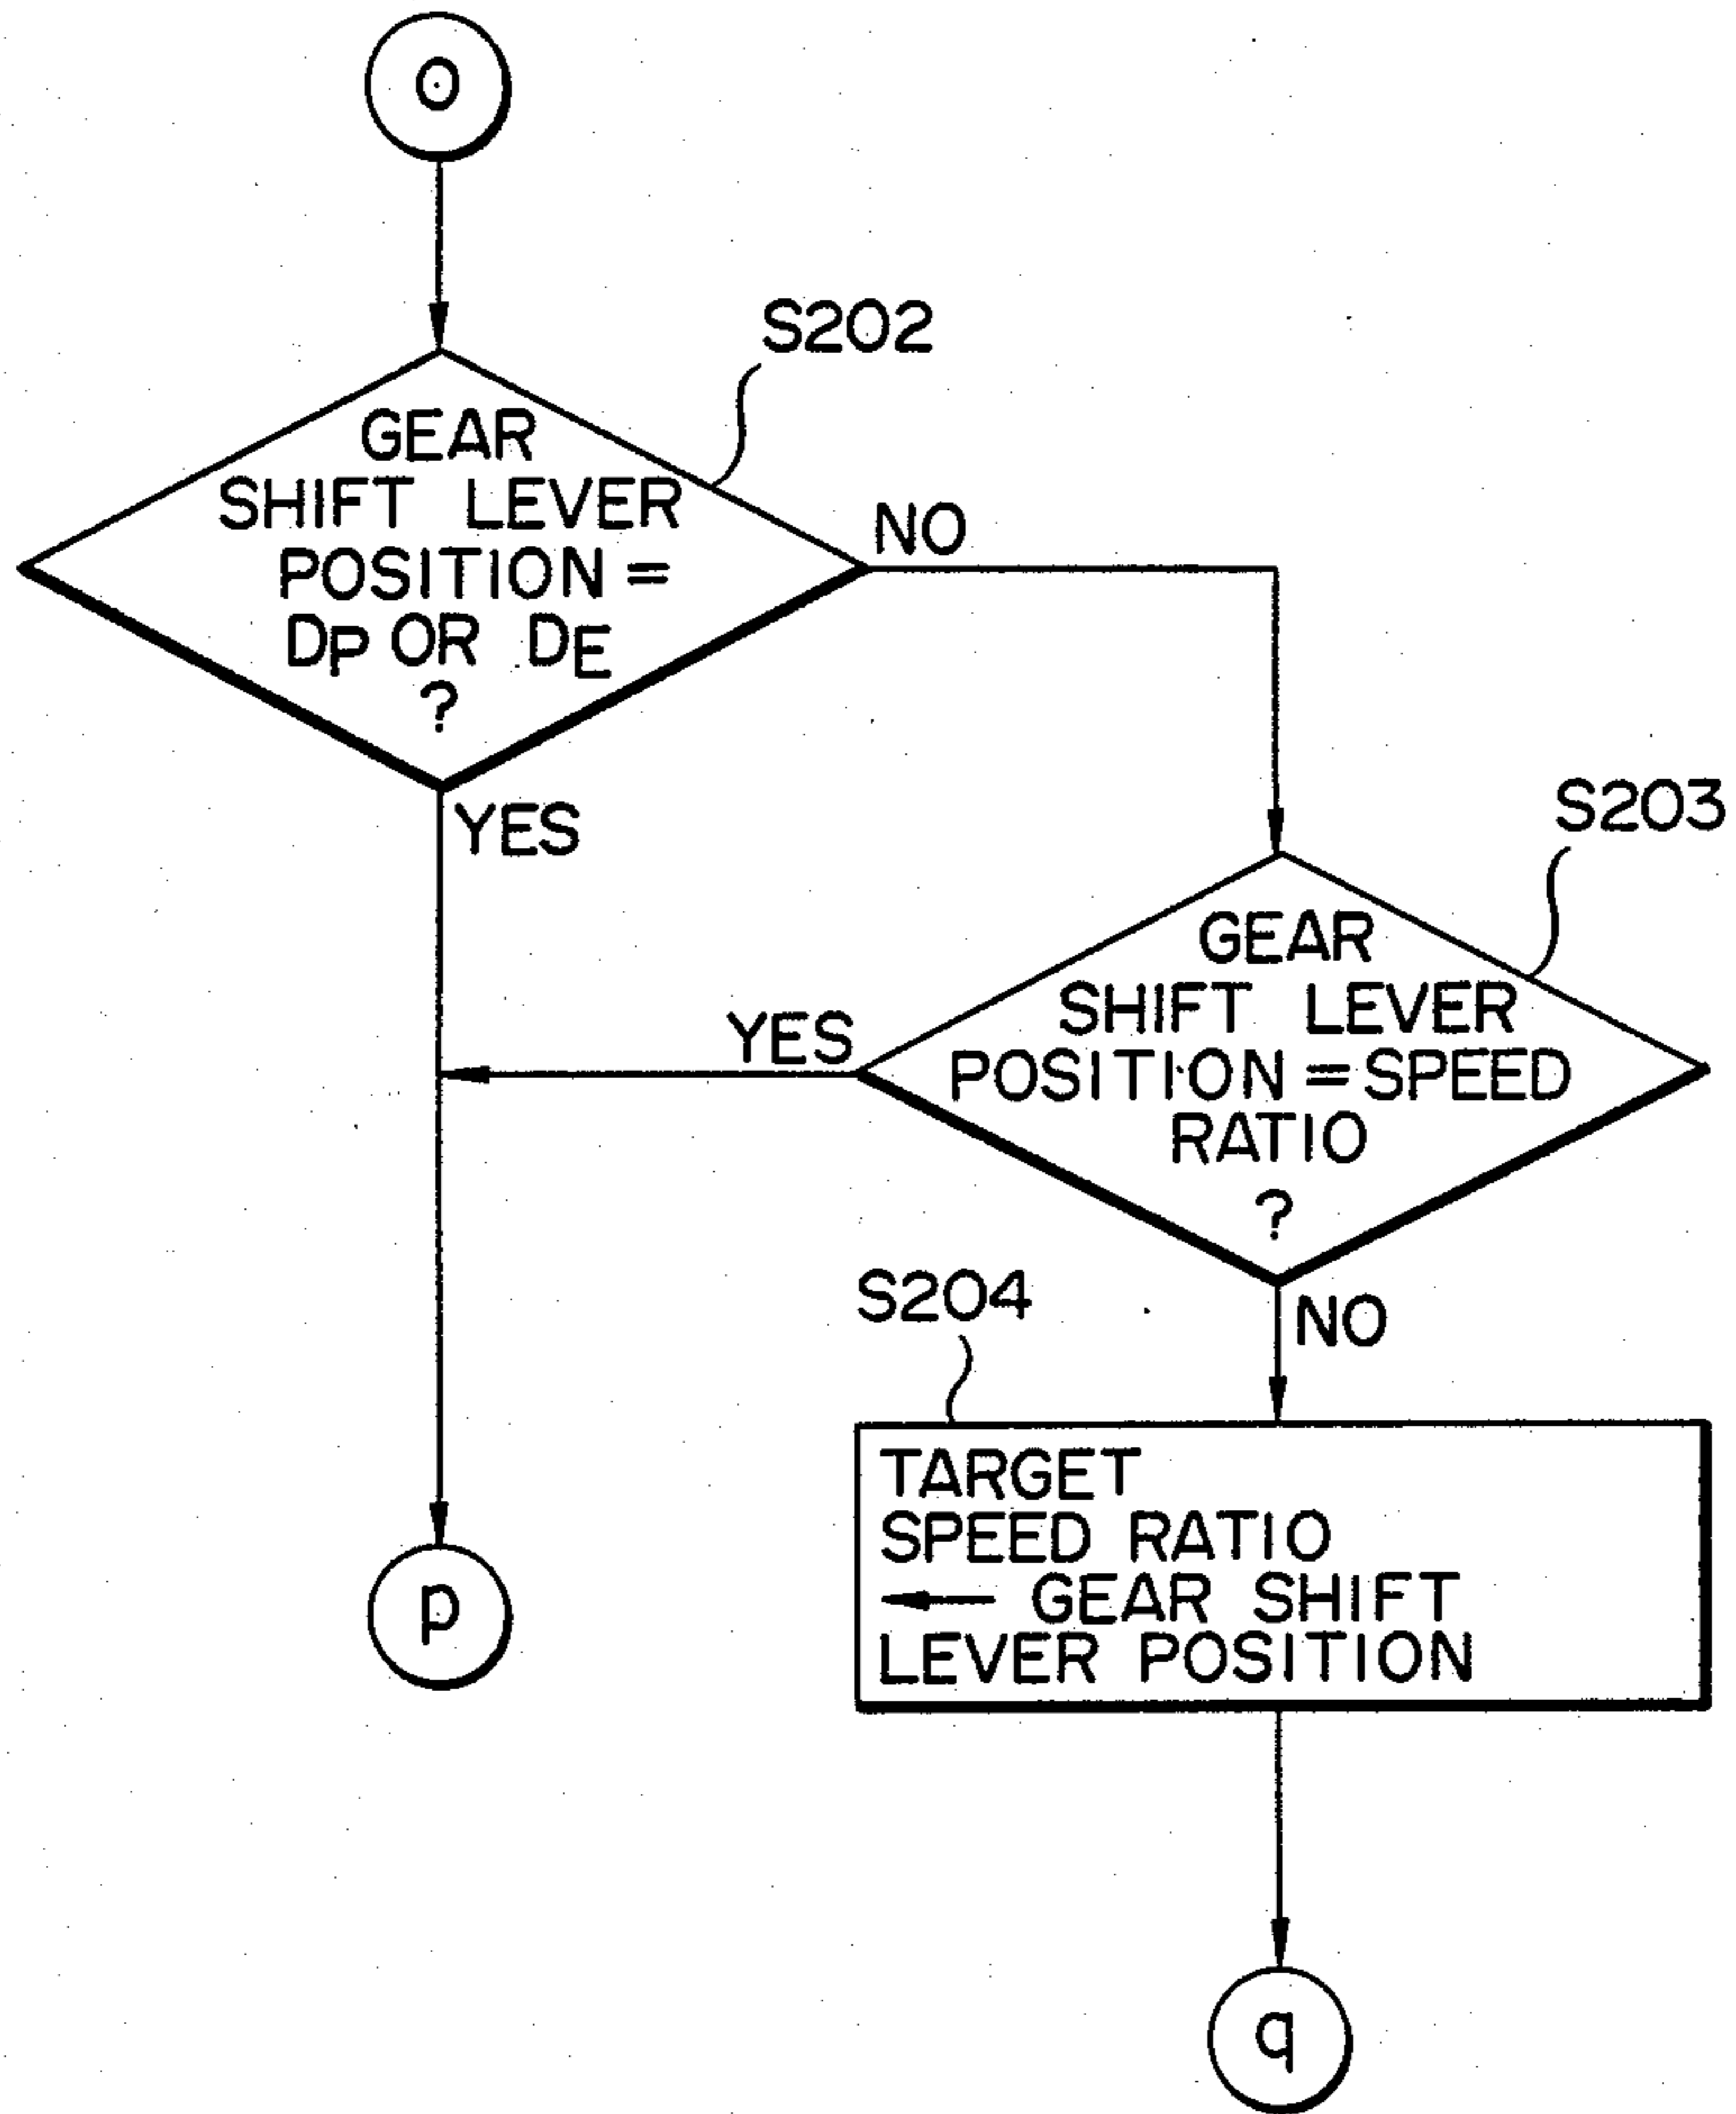 o
S202
GEAR
SHIFT LEVER
POSITION =
DP OR DE
?
NO
YES
S203
GEAR
SHIFT LEVER
POSITION = SPEED
RATIO
?
YES
NO
S204
TARGET
SPEED RATIO
← GEAR SHIFT
LEVER POSITION
p
q